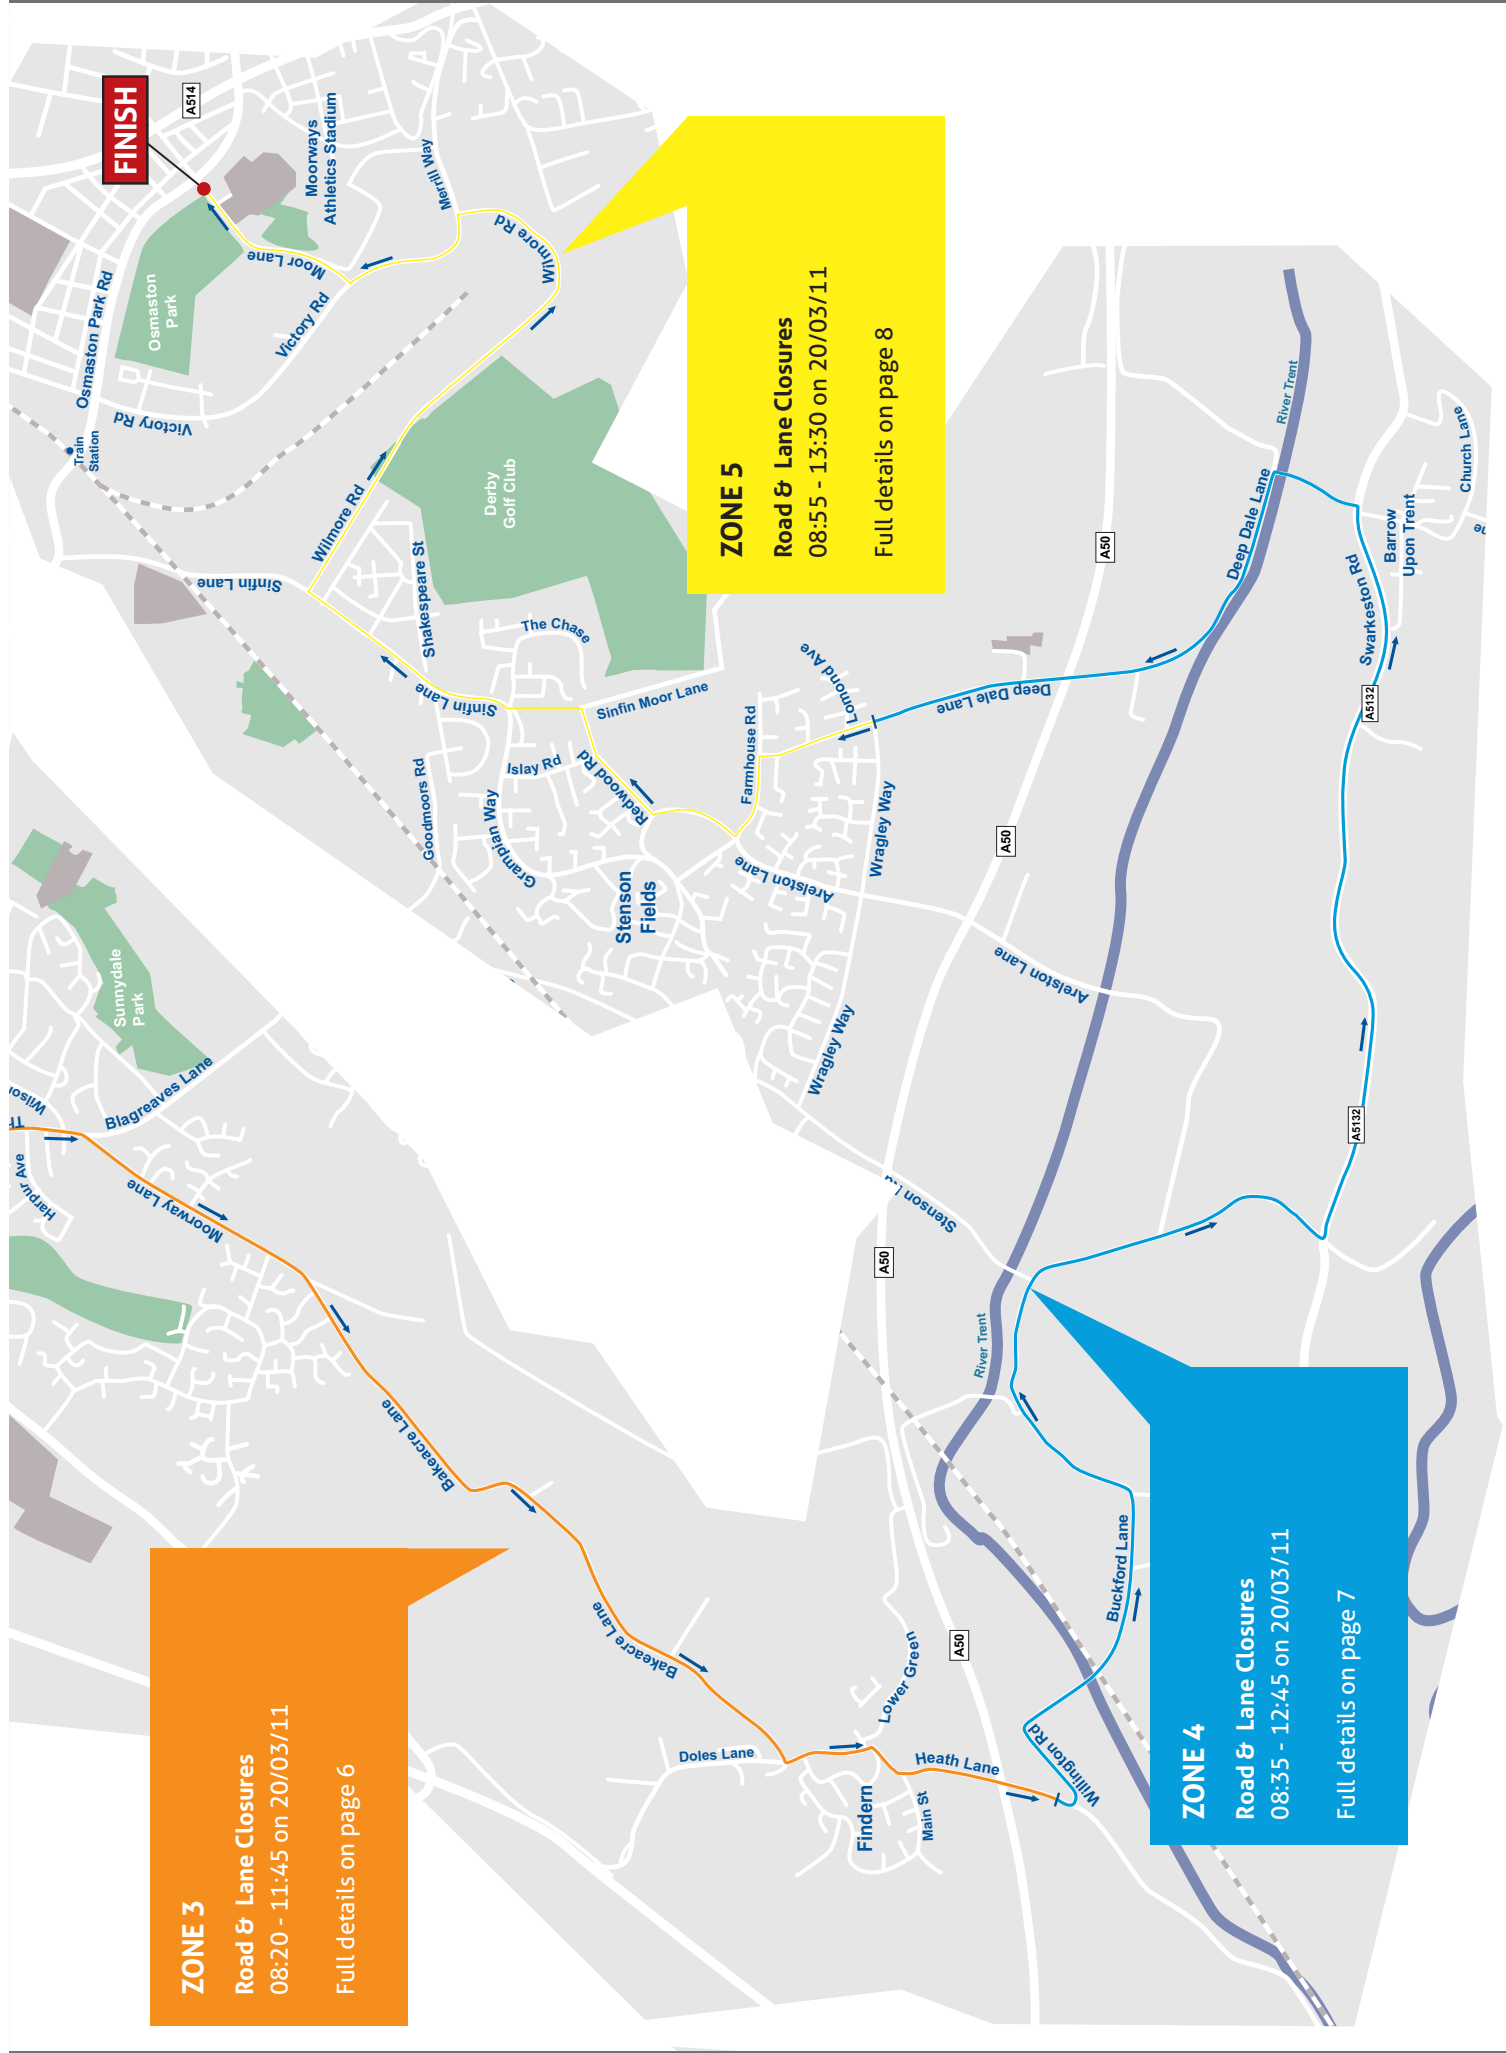 FINISH
A514
Moorways
Athletics Stadium
Merrill Way
Osmaston Park Rd
Osmaston
Park
Moor Lane
Victory Rd
Victory Rd
Train
Station
Wilmore Rd
Wilmore Rd
Derby
Golf Club
Sinfin Lane
Shakespeare St
The Chase
Sinfin Lane
Sinfin Moor Lane
Goodmoors Rd
Islay Rd
Grampian Way
Redwood Rd
Farmhouse Rd
Lomond Ave
Stenson
Fields
Arelston Lane
Wragley Way
Wragley Way
Arelston Lane
Deep Dale Lane
Deep Dale Lane
A50
A50
A50
A50
River Trent
River Trent
Church Lane
Barrow
Upon Trent
Swarkeston Rd
A5132
A5132
Sunnydale
Park
Blagreaves Lane
Harpur Ave
Moorway Lane
Bakeacre Lane
Bakeacre Lane
Doles Lane
Lower Green
Findern
Heath Lane
Main St
Willington Rd
Buckford Lane
ZONE 3
Road & Lane Closures
08:20 - 11:45 on 20/03/11
Full details on page 6
ZONE 4
Road & Lane Closures
08:35 - 12:45 on 20/03/11
Full details on page 7
ZONE 5
Road & Lane Closures
08:55 - 13:30 on 20/03/11
Full details on page 8